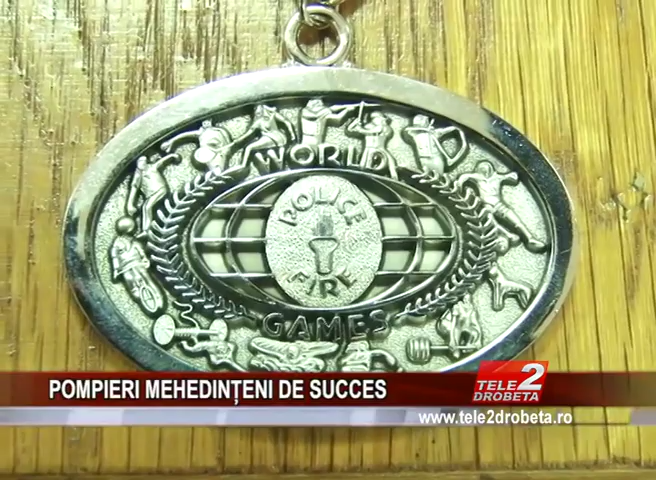 WORLD
POLICE
FIRE
GAMES
POMPIERI MEHEDINȚENI DE SUCCES
TELE2
DROBETA
www.tele2drobeta.ro